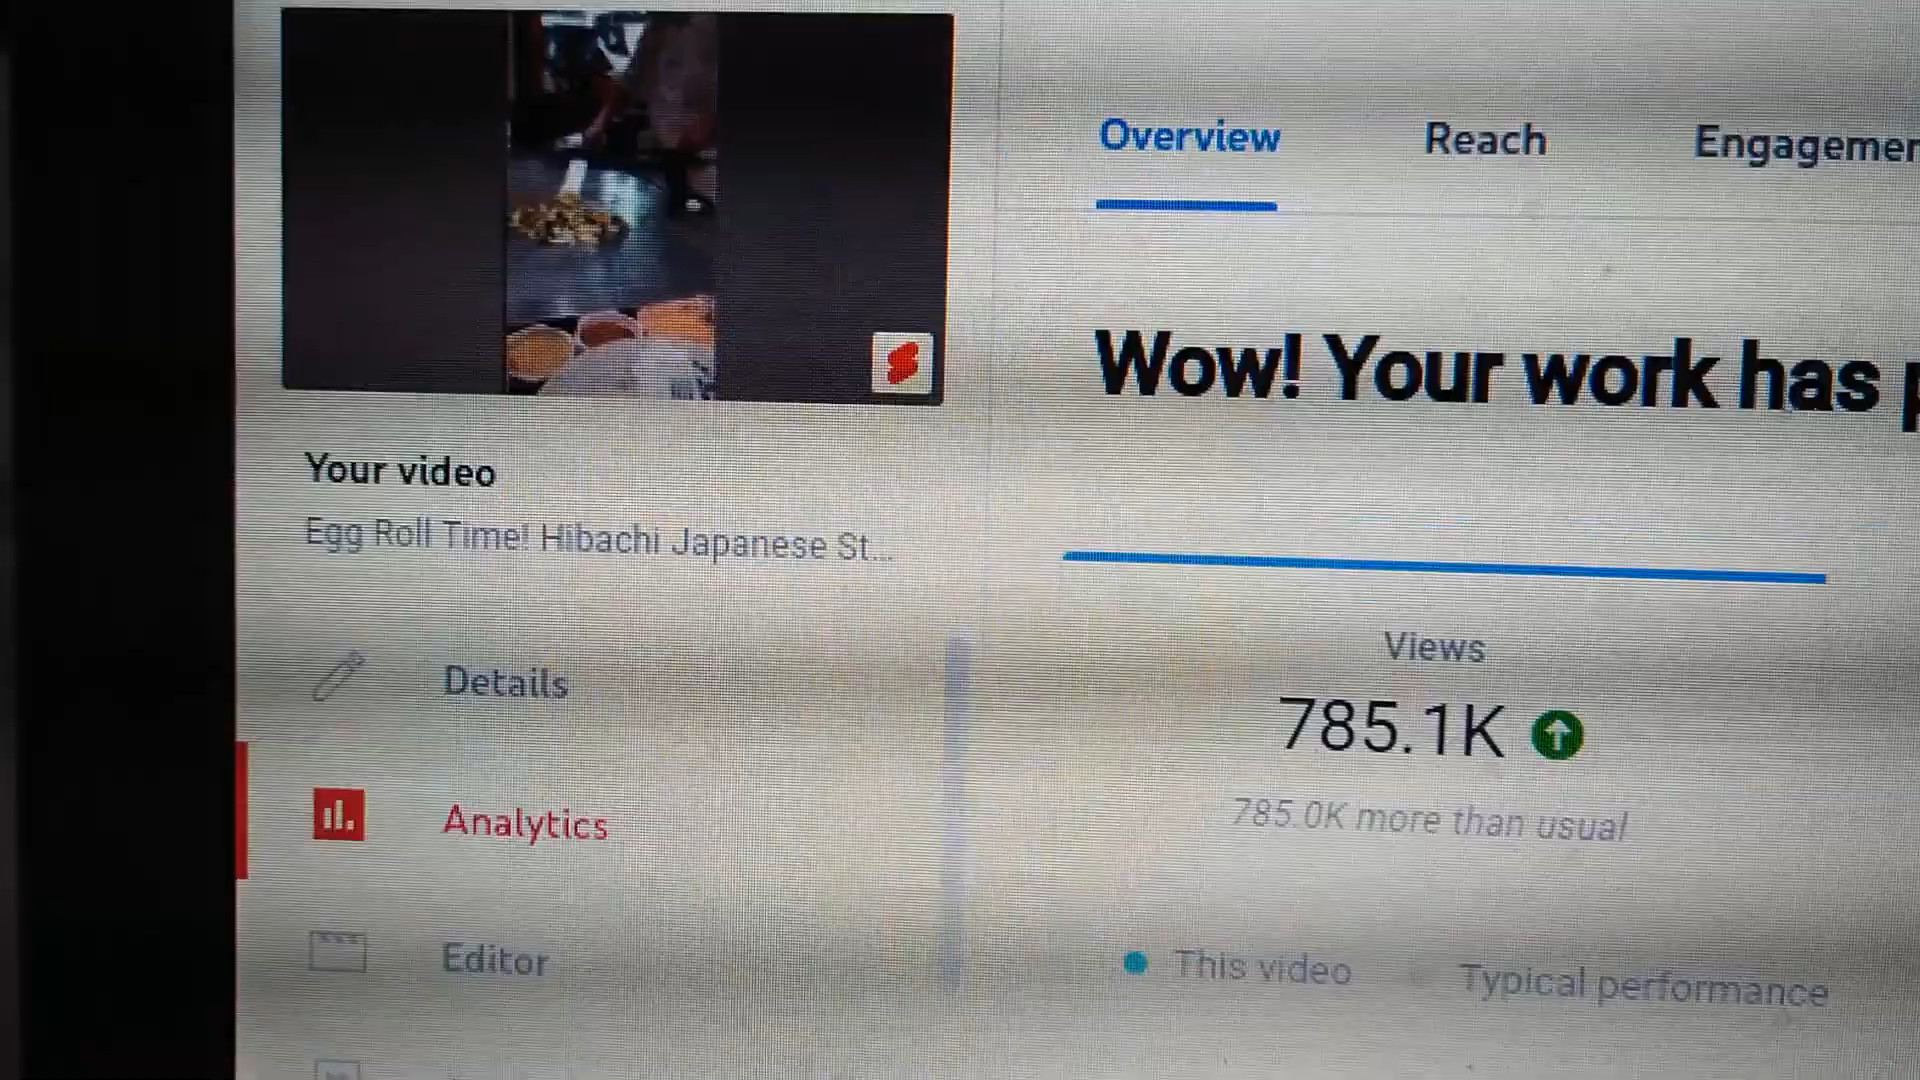 Overview Reach Engagemen
Wow! Your work has p
Your video
Egg Roll Time! Hibachi Japanese St...
Details
Analytics
Editor
Views
785.1K
785.0K more than usual
This video Typical performance